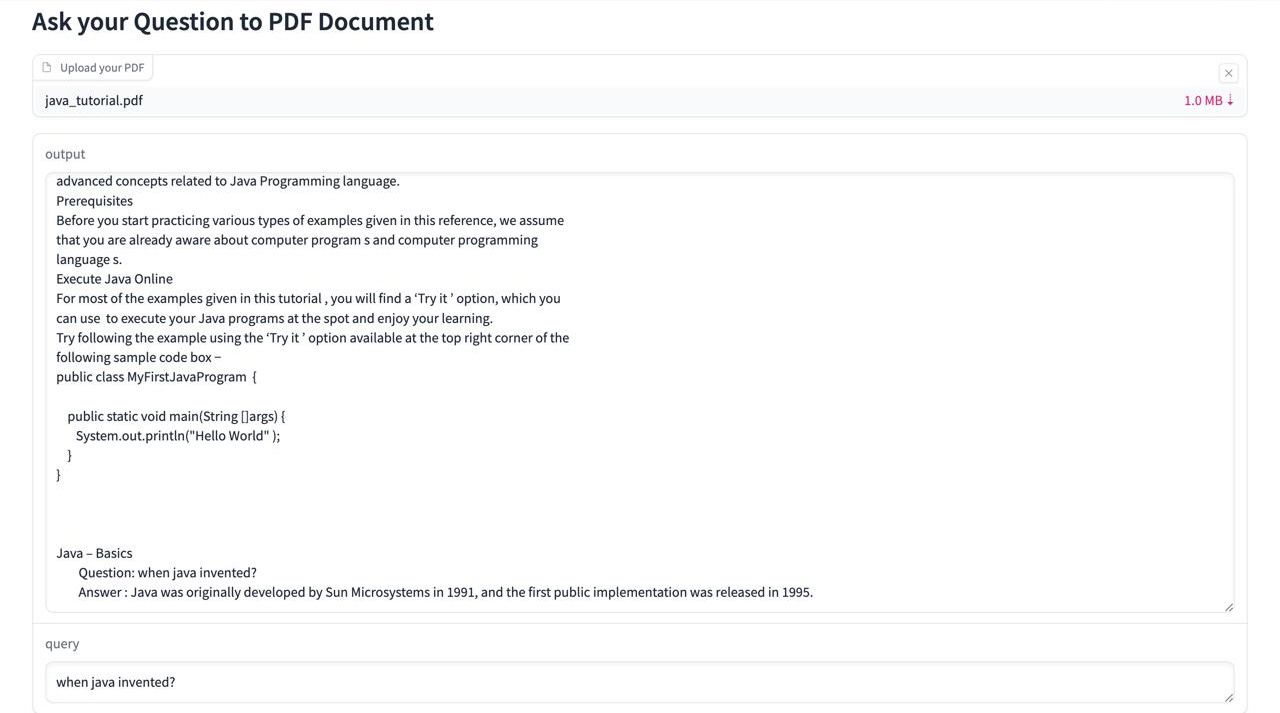 Ask your Question to PDF Document
Upload your PDF
java_tutorial.pdf
1.0 MB ⇣
output
advanced concepts related to Java Programming language.
Prerequisites
Before you start practicing various types of examples given in this reference, we assume
that you are already aware about computer program s and computer programming
language s.
Execute Java Online
For most of the examples given in this tutorial , you will find a ‘Try it ’ option, which you
can use  to execute your Java programs at the spot and enjoy your learning.
Try following the example using the ‘Try it ’ option available at the top right corner of the
following sample code box −
public class MyFirstJavaProgram  {
public static void main(String []args) {
System.out.println("Hello World" );
}
}
Java – Basics
Question: when java invented?
Answer : Java was originally developed by Sun Microsystems in 1991, and the first public implementation was released in 1995.
query
when java invented?